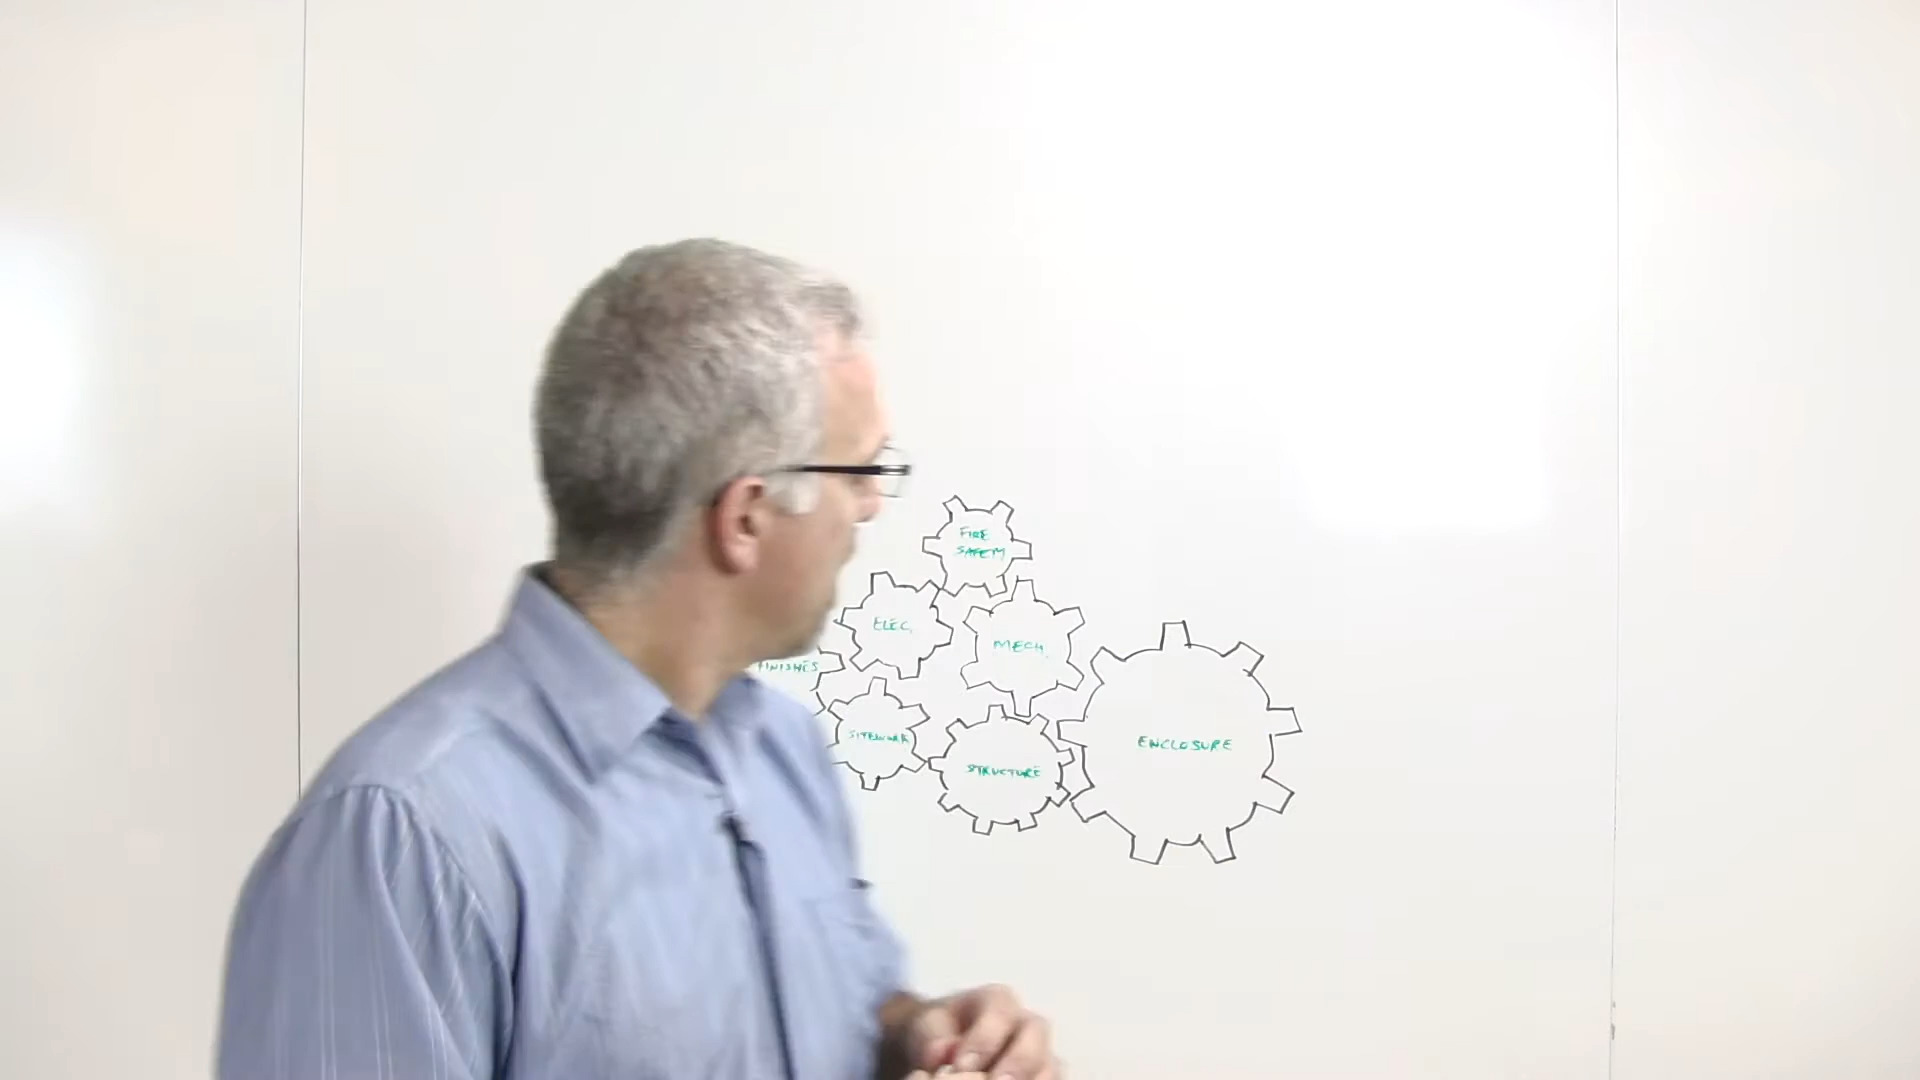 FIRE
SAFETY
ELEC.
MECH.
FINISHES
SITEWORK
STRUCTURE
ENCLOSURE